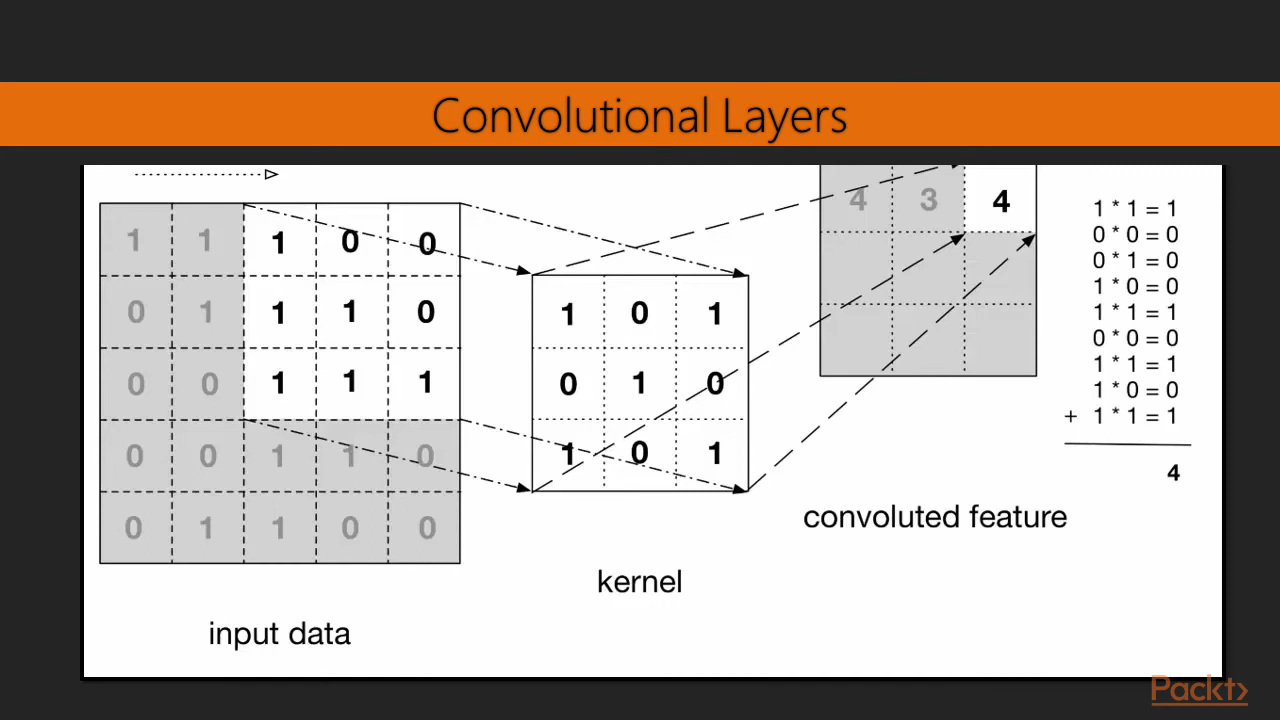 Convolutional Layers
1 1 1 0 0
0 1 1 1 0
0 0 1 1 1
0 0 1 1 0
0 1 1 0 0
input data
1 0 1
0 1 0
1 0 1
kernel
4 3 4
convoluted feature
1 * 1 = 1
0 * 0 = 0
0 * 1 = 0
1 * 0 = 0
1 * 1 = 1
0 * 0 = 0
1 * 1 = 1
1 * 0 = 0
+ 1 * 1 = 1
4
Packt>